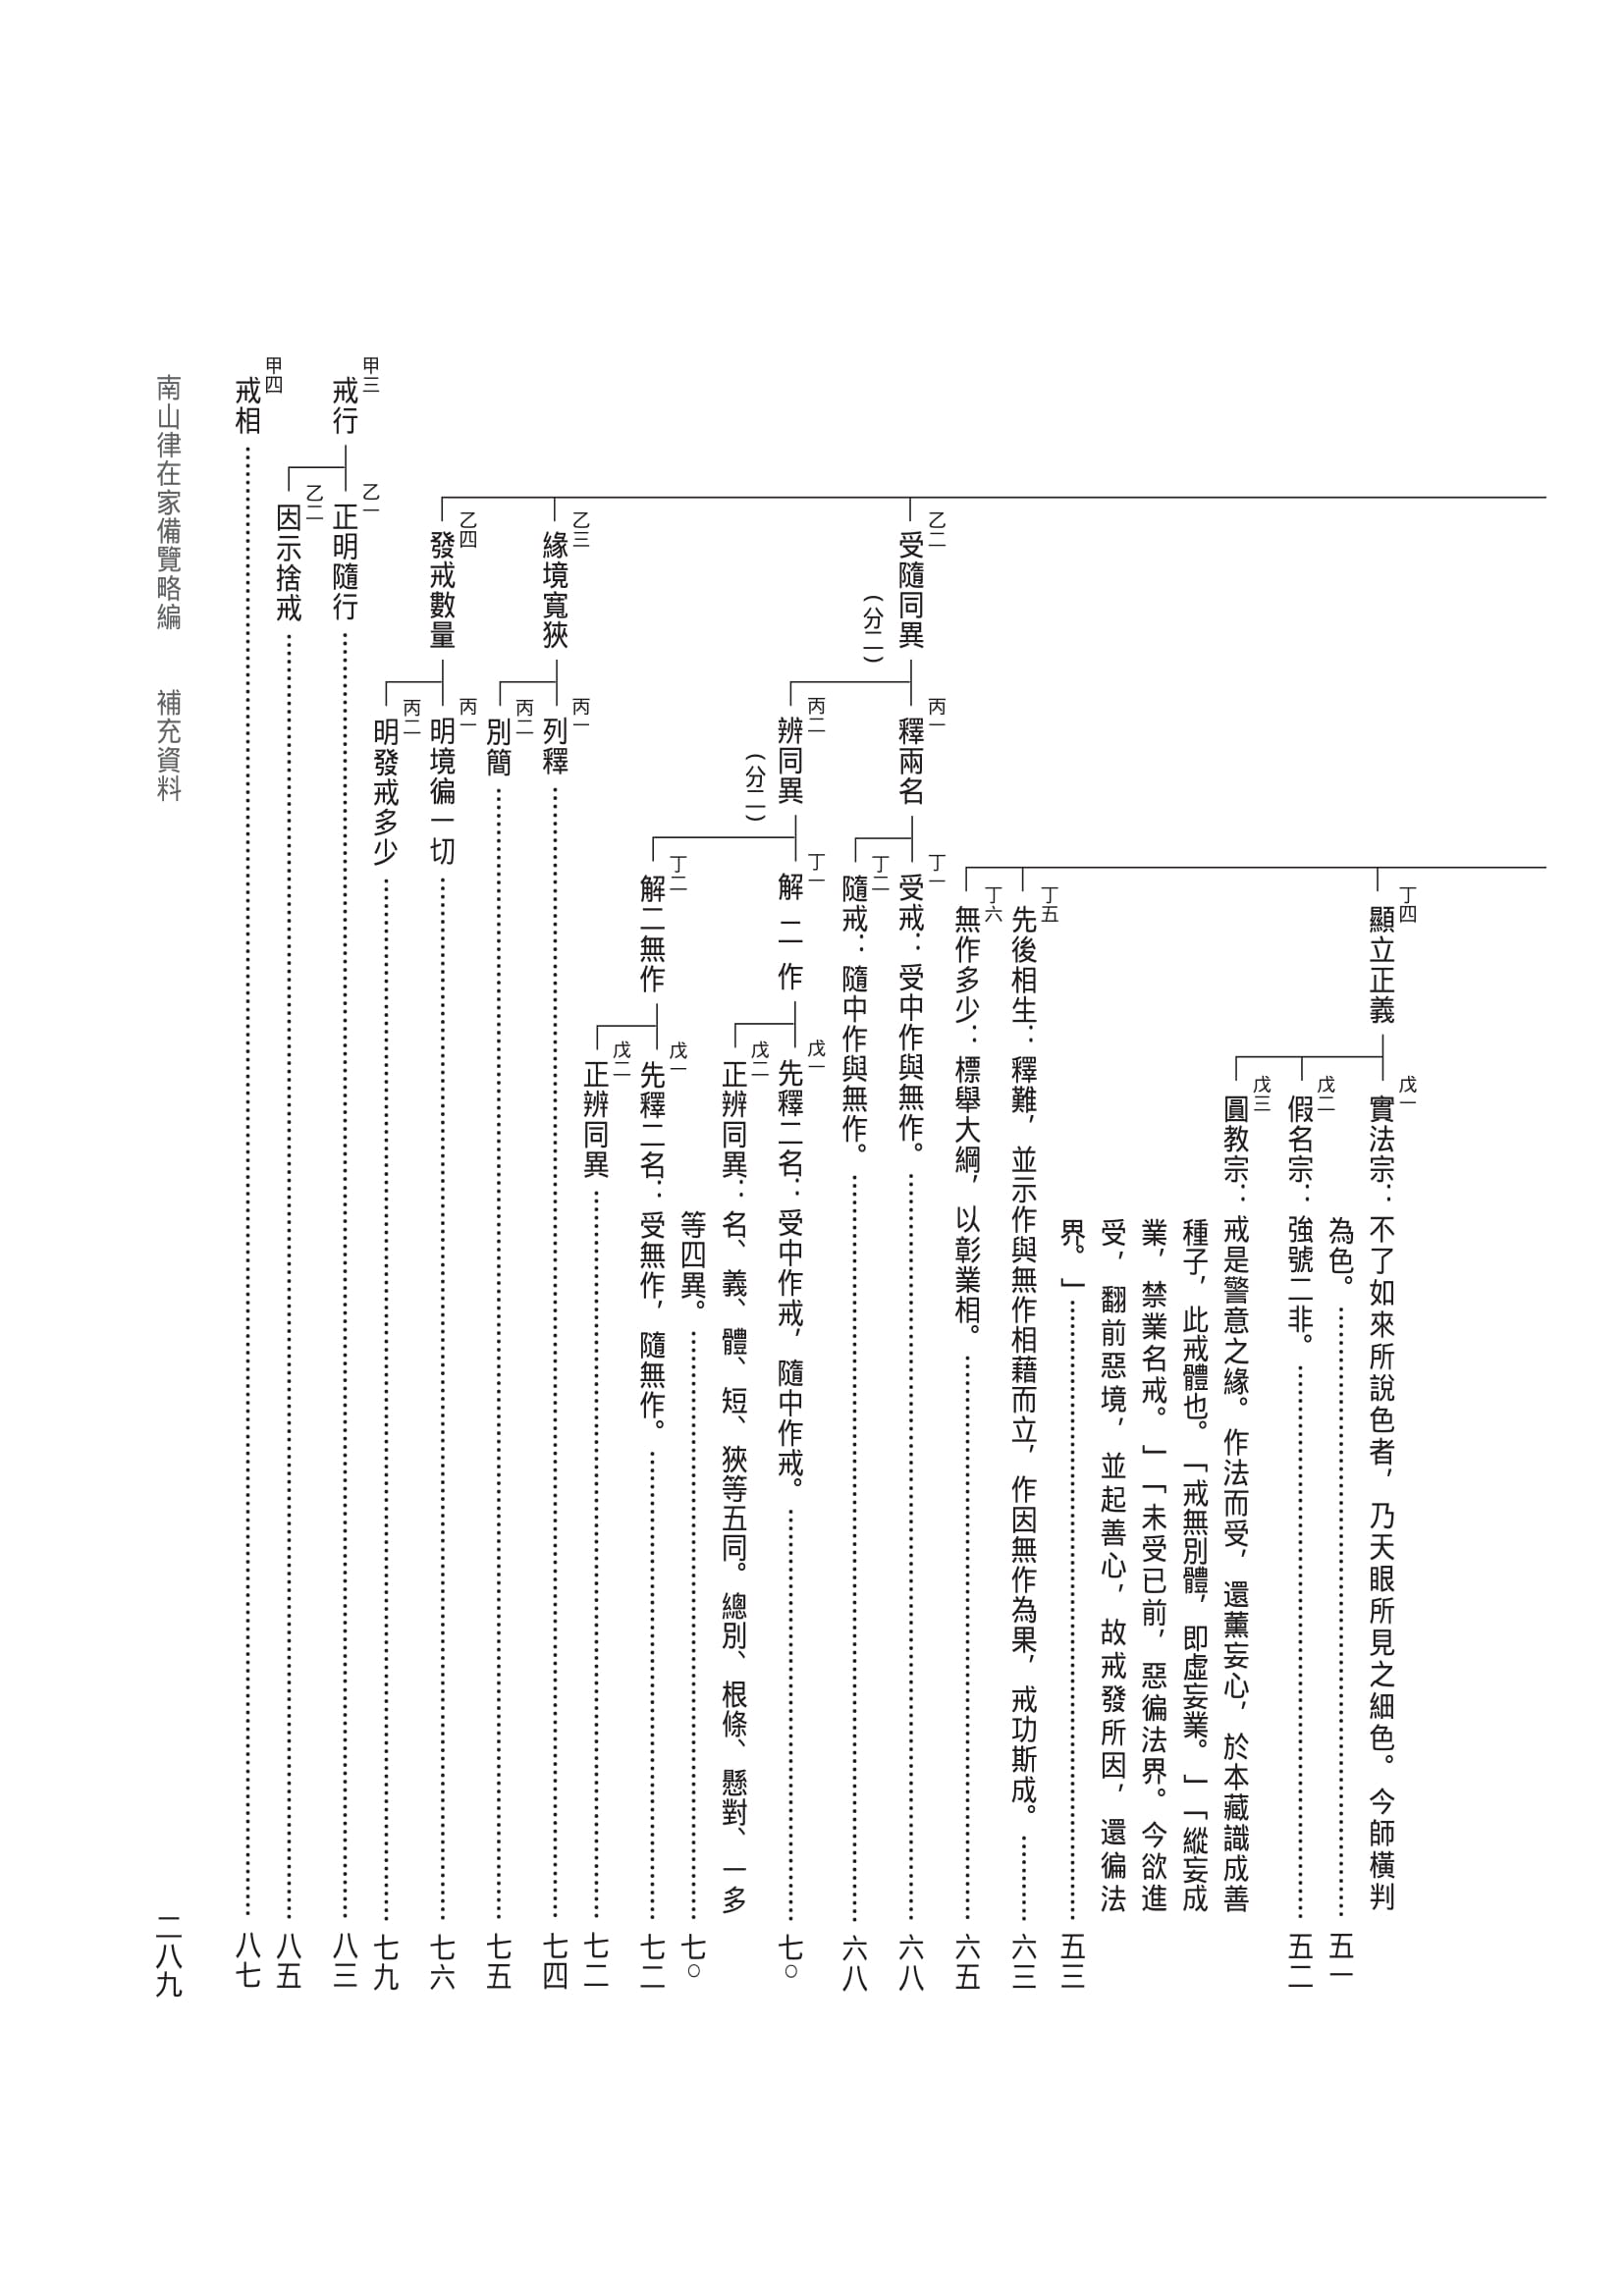 丁四
顯立正義
戊一
實法宗：不了如來所說色者，乃天眼所見之細色。今師橫判
為色。 五一
戊二
假名宗：強號二非。 五二
戊三
圓教宗：戒是警意之緣。作法而受，還薰妄心，於本藏識成善
種子，此戒體也。「戒無別體，即虛妄業。」「縱妄成
業，禁業名戒。」「未受已前，惡徧法界。今欲進
受，翻前惡境，並起善心，故戒發所因，還徧法
界。」 五三
丁五
先後相生：釋難，並示作與無作相藉而立，作因無作為果，戒功斯成。 六三
丁六
無作多少：標舉大綱，以彰業相。 六五
乙二
受隨同異
（分二）
丙一
釋兩名
丁一
受戒：受中作與無作。 六八
丁二
隨戒：隨中作與無作。 六八
丙二
辨同異
（分二）
丁一
解二作
戊一
先釋二名：受中作戒，隨中作戒。 七○
戊二
正辨同異：名、義、體、短、狹等五同。總別、根條、懸對、一多
等四異。 七○
丁二
解二無作
戊一
先釋二名：受無作，隨無作。 七二
戊二
正辨同異 七二
乙三
緣境寬狹
丙一
列釋 七四
丙二
別簡 七五
乙四
發戒數量
丙一
明境徧一切 七六
丙二
明發戒多少 七九
甲三
戒行
乙一
正明隨行 八三
乙二
因示捨戒 八五
甲四
戒相 八七
南山律在家備覽略編 補充資料
二八九